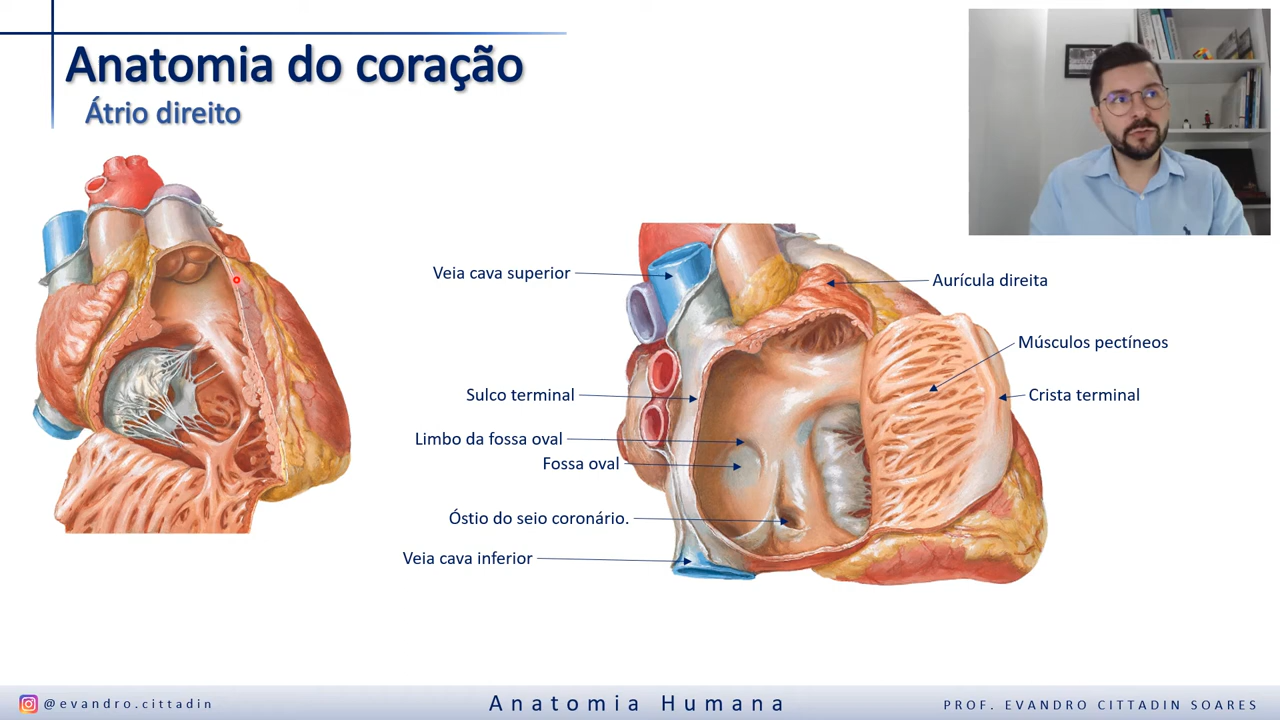 Anatomia do coração
Átrio direito
Veia cava superior
Aurícula direita
Músculos pectíneos
Sulco terminal
Crista terminal
Limbo da fossa oval
Fossa oval
Óstio do seio coronário.
Veia cava inferior
@evandro.cittadin
Anatomia Humana
PROF. EVANDRO CITTADIN SOARES